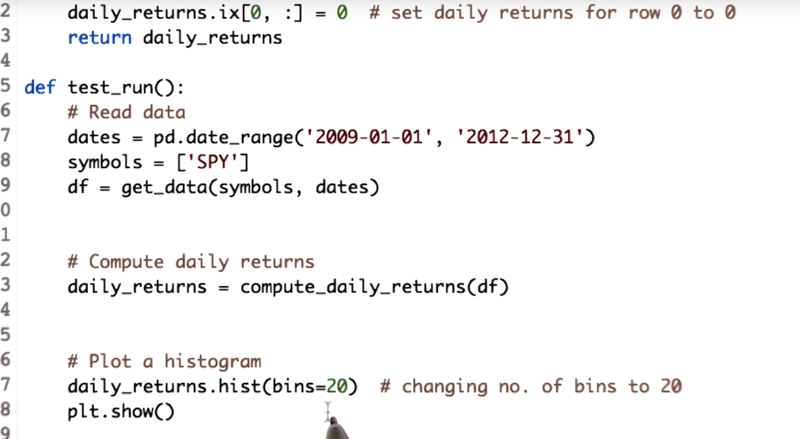 2 daily_returns.ix[0, :] = 0  # set daily returns for row 0 to 0
3 return daily_returns
4
5 def test_run():
6 # Read data
7 dates = pd.date_range('2009-01-01', '2012-12-31')
8 symbols = ['SPY']
9 df = get_data(symbols, dates)
0
1
2 # Compute daily returns
3 daily_returns = compute_daily_returns(df)
4
5
6 # Plot a histogram
7 daily_returns.hist(bins=20)  # changing no. of bins to 20
8 plt.show()
9